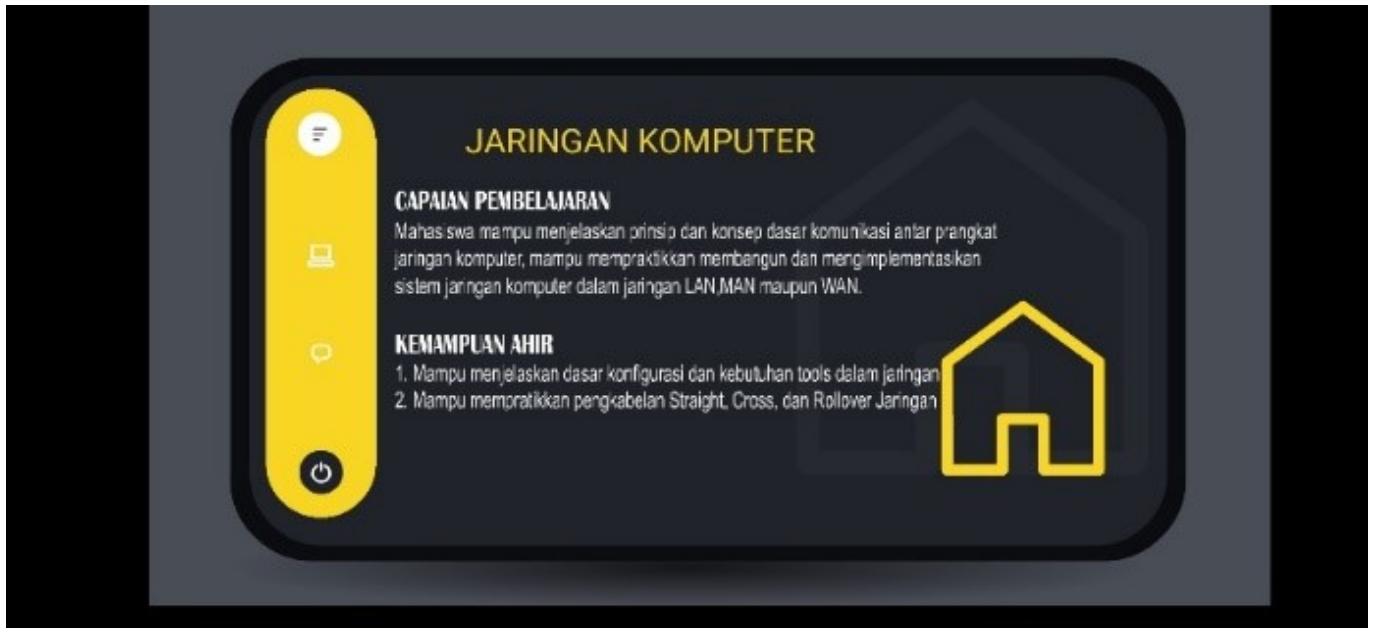 JARINGAN KOMPUTER
CAPAIAN PEMBELAJARAN
Mahasiswa mampu menjelaskan prinsip dan konsep dasar komunikasi antar prangkat
jaringan komputer, mampu mempraktikkan membangun dan mengimplementasikan
sistem jaringan komputer dalam jaringan LAN,MAN maupun WAN.
KEMAMPUAN AHIR
1. Mampu menjelaskan dasar konfigurasi dan kebutuhan tools dalam jaringan
2. Mampu mempratikkan pengkabelan Straight, Cross, dan Rollover Jaringan